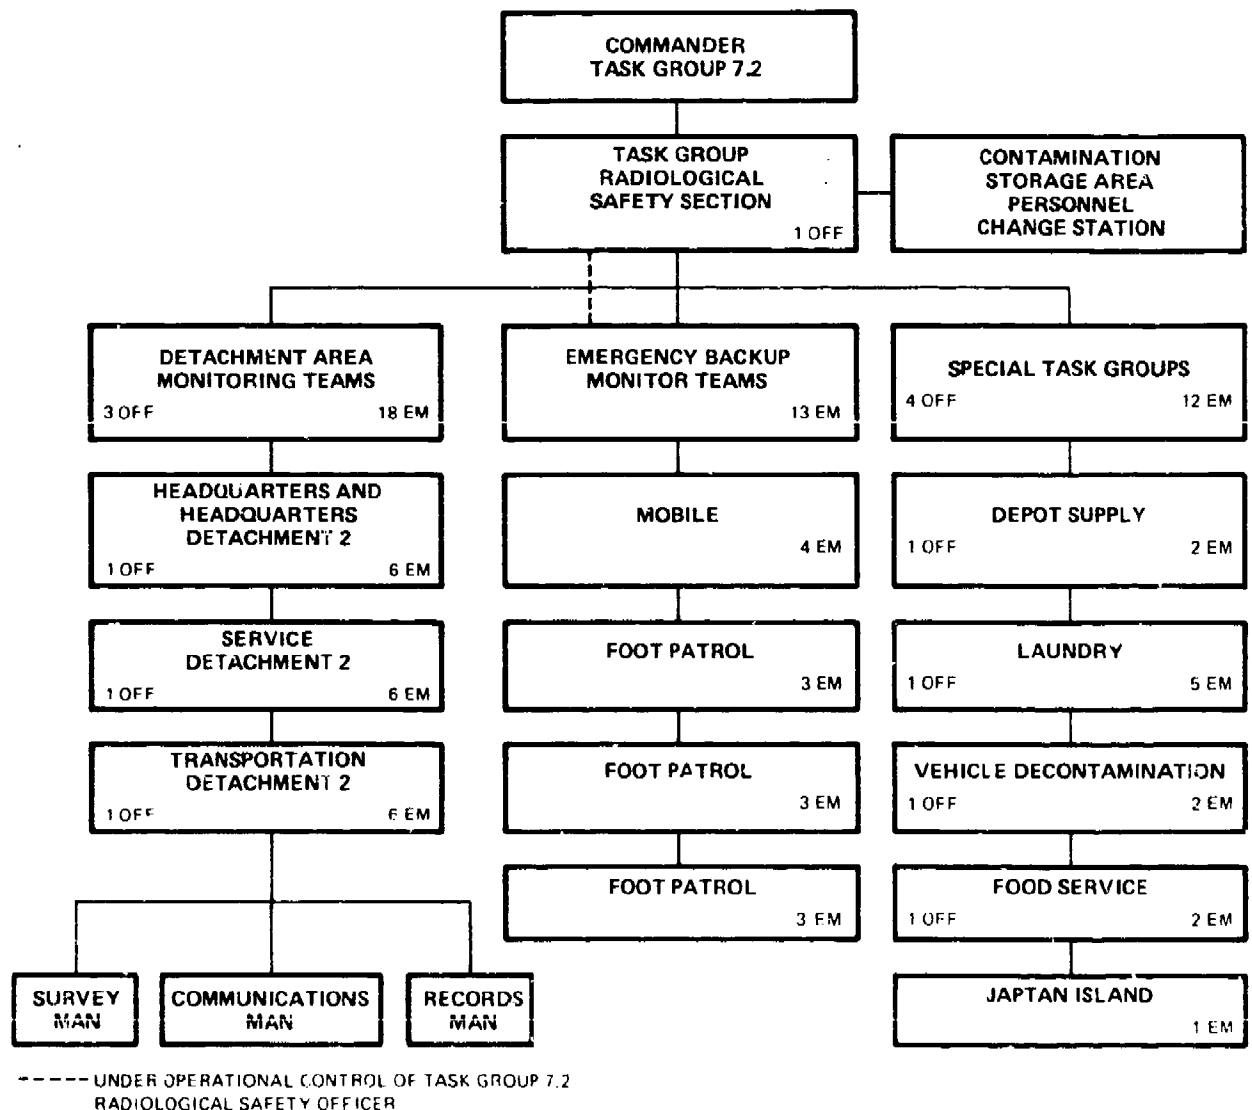 COMMANDER
TASK GROUP 7.2
TASK GROUP
RADIOLOGICAL
SAFETY SECTION
1 OFF
CONTAMINATION
STORAGE AREA
PERSONNEL
CHANGE STATION
DETACHMENT AREA
MONITORING TEAMS
3 OFF 18 EM
EMERGENCY BACKUP
MONITOR TEAMS
13 EM
SPECIAL TASK GROUPS
4 OFF 12 EM
HEADQUARTERS AND
HEADQUARTERS
DETACHMENT 2
1 OFF 6 EM
MOBILE
4 EM
DEPOT SUPPLY
1 OFF 2 EM
SERVICE
DETACHMENT 2
1 OFF 6 EM
FOOT PATROL
3 EM
LAUNDRY
1 OFF 5 EM
TRANSPORTATION
DETACHMENT 2
1 OFF 6 EM
FOOT PATROL
3 EM
VEHICLE DECONTAMINATION
1 OFF 2 EM
FOOT PATROL
3 EM
FOOD SERVICE
1 OFF 2 EM
SURVEY
MAN
COMMUNICATIONS
MAN
RECORDS
MAN
JAPTAN ISLAND
1 EM
----- UNDER OPERATIONAL CONTROL OF TASK GROUP 7.2
RADIOLOGICAL SAFETY OFFICER